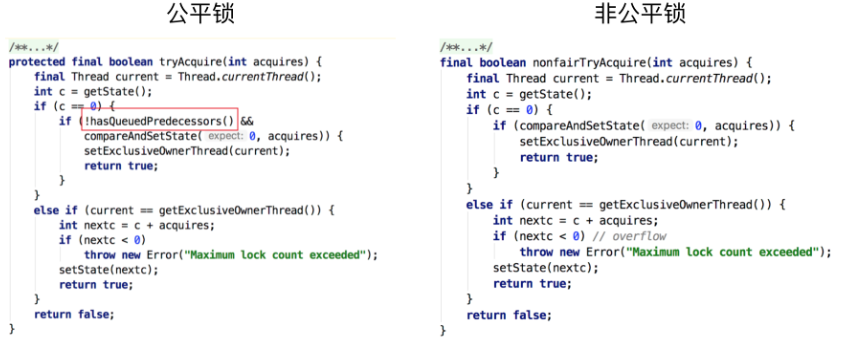 公平锁
/**...*/
protected final boolean tryAcquire(int acquires) {
final Thread current = Thread.currentThread();
int c = getState();
if (c == 0) {
if (!hasQueuedPredecessors() &&
compareAndSetState( expect: 0, acquires)) {
setExclusiveOwnerThread(current);
return true;
}
}
else if (current == getExclusiveOwnerThread()) {
int nextc = c + acquires;
if (nextc < 0)
throw new Error("Maximum lock count exceeded");
setState(nextc);
return true;
}
return false;
}
非公平锁
/**...*/
final boolean nonfairTryAcquire(int acquires) {
final Thread current = Thread.currentThread();
int c = getState();
if (c == 0) {
if (compareAndSetState( expect: 0, acquires)) {
setExclusiveOwnerThread(current);
return true;
}
}
else if (current == getExclusiveOwnerThread()) {
int nextc = c + acquires;
if (nextc < 0) // overflow
throw new Error("Maximum lock count exceeded");
setState(nextc);
return true;
}
return false;
}